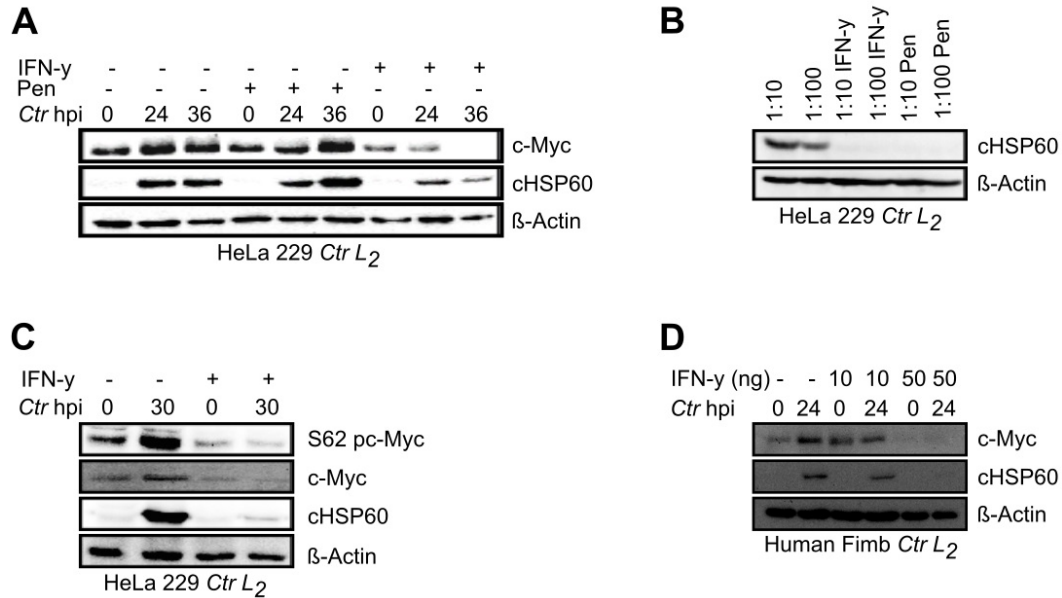 A
IFN-y - - - - - - + + +
Pen - - - + + + - - -
Ctr hpi 0 24 36 0 24 36 0 24 36
c-Myc
cHSP60
ß-Actin
HeLa 229 Ctr L2
B
1:10
1:100
1:10 IFN-y
1:100 IFN-y
1:10 Pen
1:100 Pen
cHSP60
ß-Actin
HeLa 229 Ctr L2
C
IFN-y - - + +
Ctr hpi 0 30 0 30
S62 pc-Myc
c-Myc
cHSP60
ß-Actin
HeLa 229 Ctr L2
D
IFN-y (ng) - - 10 10 50 50
Ctr hpi 0 24 0 24 0 24
c-Myc
cHSP60
ß-Actin
Human Fimb Ctr L2